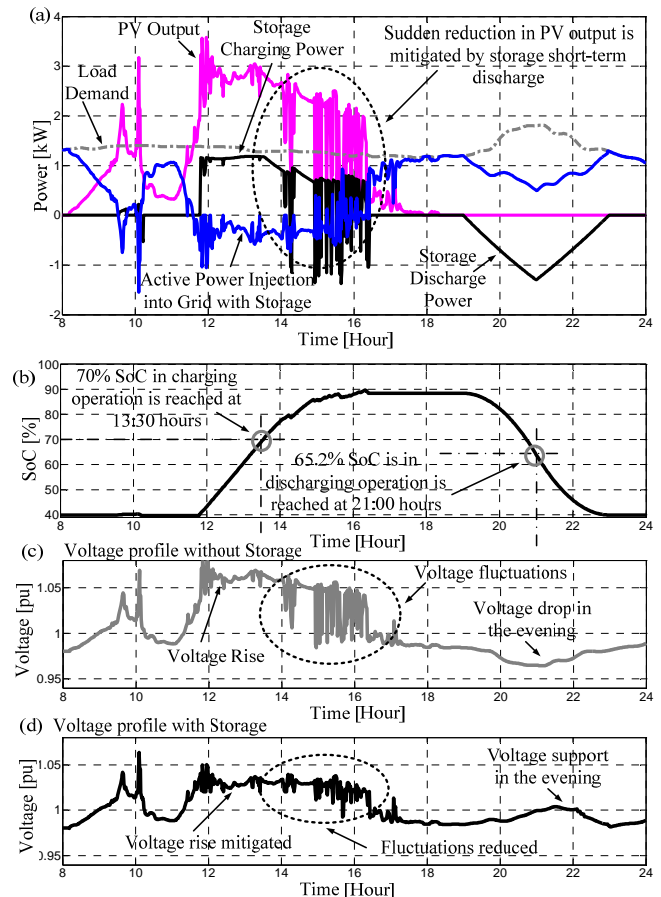 (a)
PV Output
Storage
Charging Power
Sudden reduction in PV output is
mitigated by storage short-term
discharge
Load
Demand
4
3
2
1
0
-1
-2
Power [kW]
Active Power Injection
into Grid with Storage
Storage
Discharge
Power
8 10 12 14 16 18 20 22 24
Time [Hour]
(b)
100
90
80
70
60
50
40
SoC [%]
70% SoC in charging
operation is reached at
13:30 hours
65.2% SoC is in
discharging operation is
reached at 21:00 hours
8 10 12 14 16 18 20 22 24
Time [Hour]
(c) Voltage profile without Storage
1.05
1
0.95
Voltage [pu]
Voltage fluctuations
Voltage Rise
Voltage drop in
the evening
8 10 12 14 16 18 20 22 24
Time [Hour]
(d) Voltage profile with Storage
1.05
1
0.95
Voltage [pu]
Voltage support
in the evening
Voltage rise mitigated
Fluctuations reduced
8 10 12 14 16 18 20 22 24
Time [Hour]